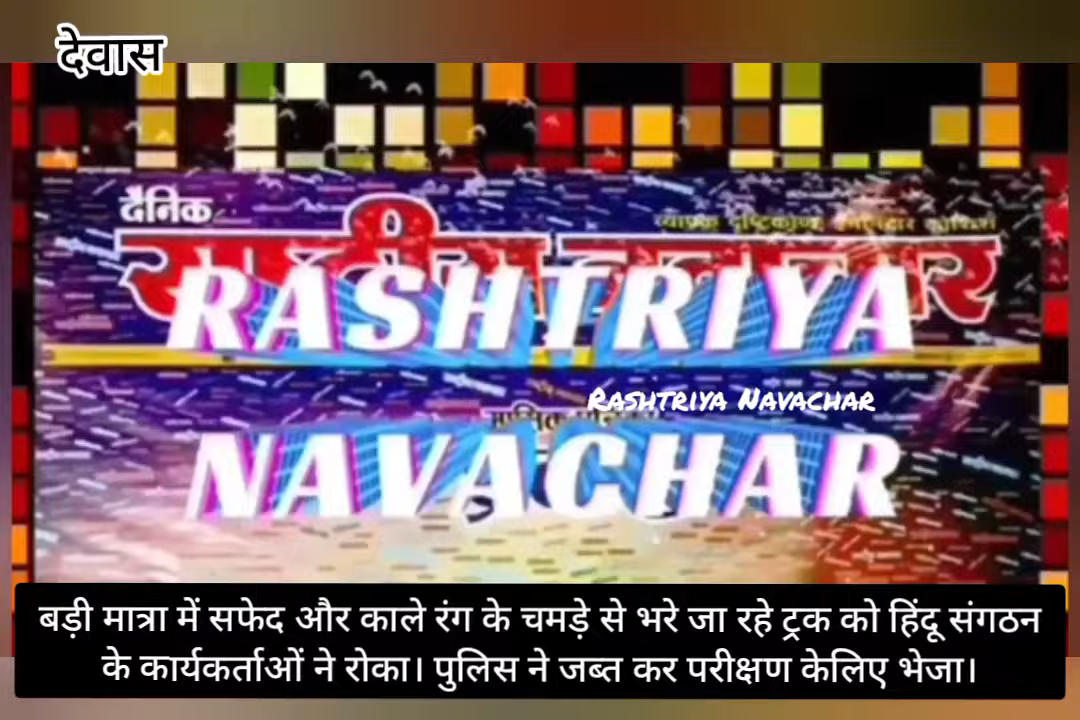 देवास
दैनिक
RASHTRIYA
Rashtriya Navachar
NAVACHAR
बड़ी मात्रा में सफेद और काले रंग के चमड़े से भरे जा रहे ट्रक को हिंदू संगठन
के कार्यकर्ताओं ने रोका। पुलिस ने जब्त कर परीक्षण केलिए भेजा।